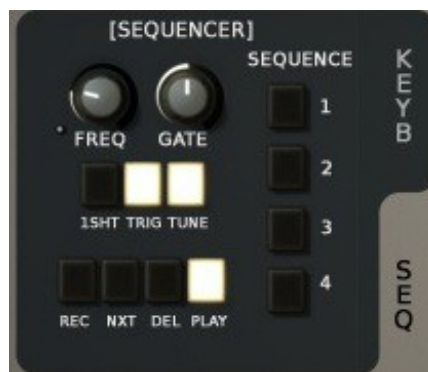 [SEQUENCER]
SEQUENCE
FREQ GATE
1SHT TRIG TUNE
REC NXT DEL PLAY
1
2
3
4
KEYB
SEQ